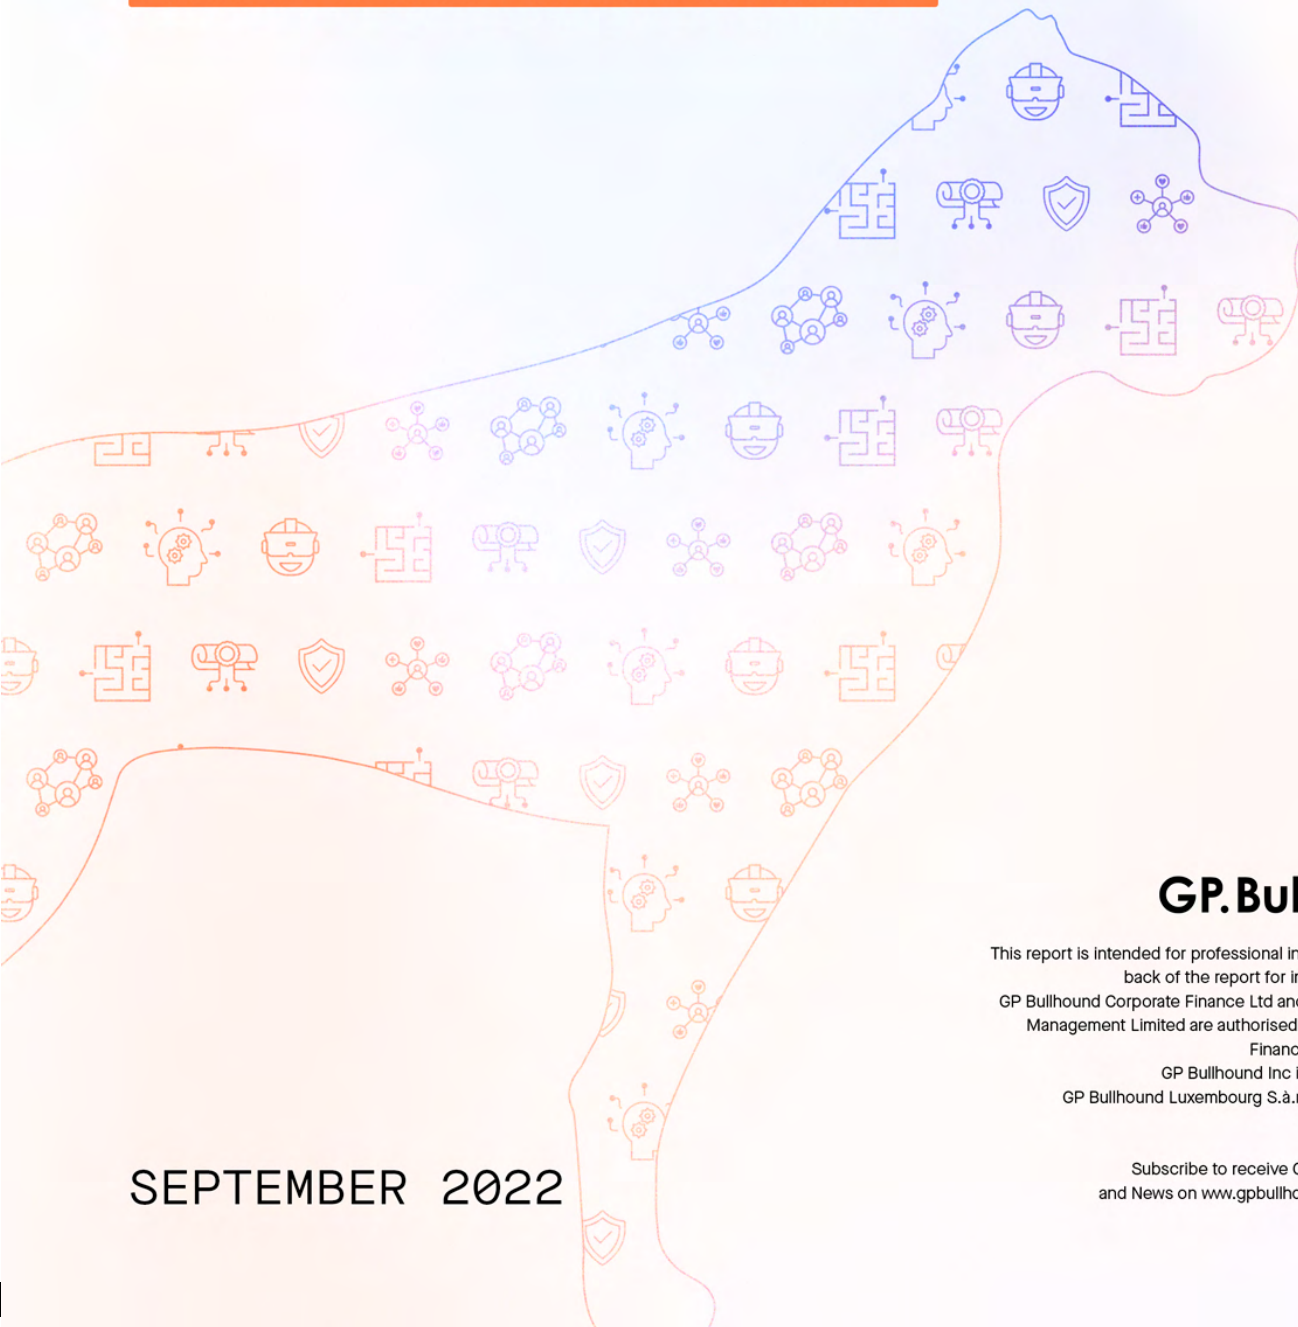 GP. Bul
This report is intended for professional in
back of the report for i
GP Bullhound Corporate Finance Ltd and
Management Limited are authorised
Financ
GP Bullhound Inc i
GP Bullhound Luxembourg S.à.r
SEPTEMBER 2022
Subscribe to receive G
and News on www.gpbullho